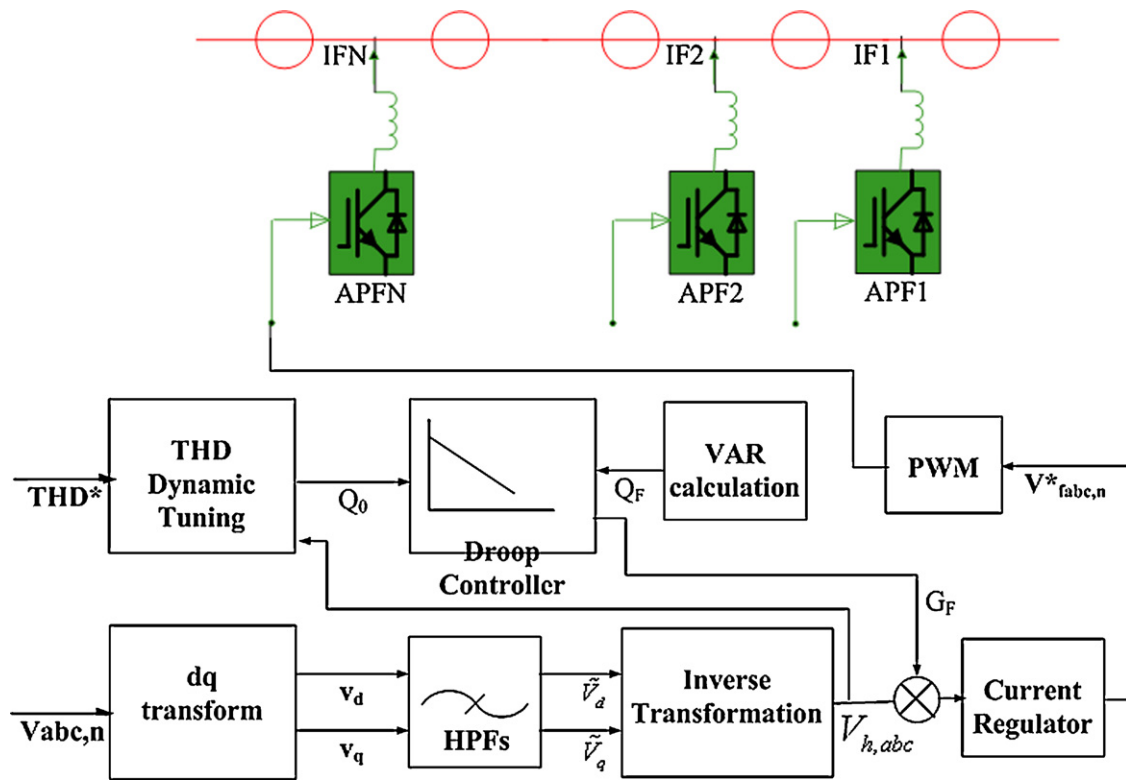 IFN
IF2
IF1
APFN
APF2
APF1
THD*
THD
Dynamic
Tuning
Q0
Droop
Controller
QF
VAR
calculation
PWM
V*fabc,n
GF
Vabc,n
dq
transform
vd
vq
HPFs
Ṽd
Ṽq
Inverse
Transformation
Vh,abc
Current
Regulator